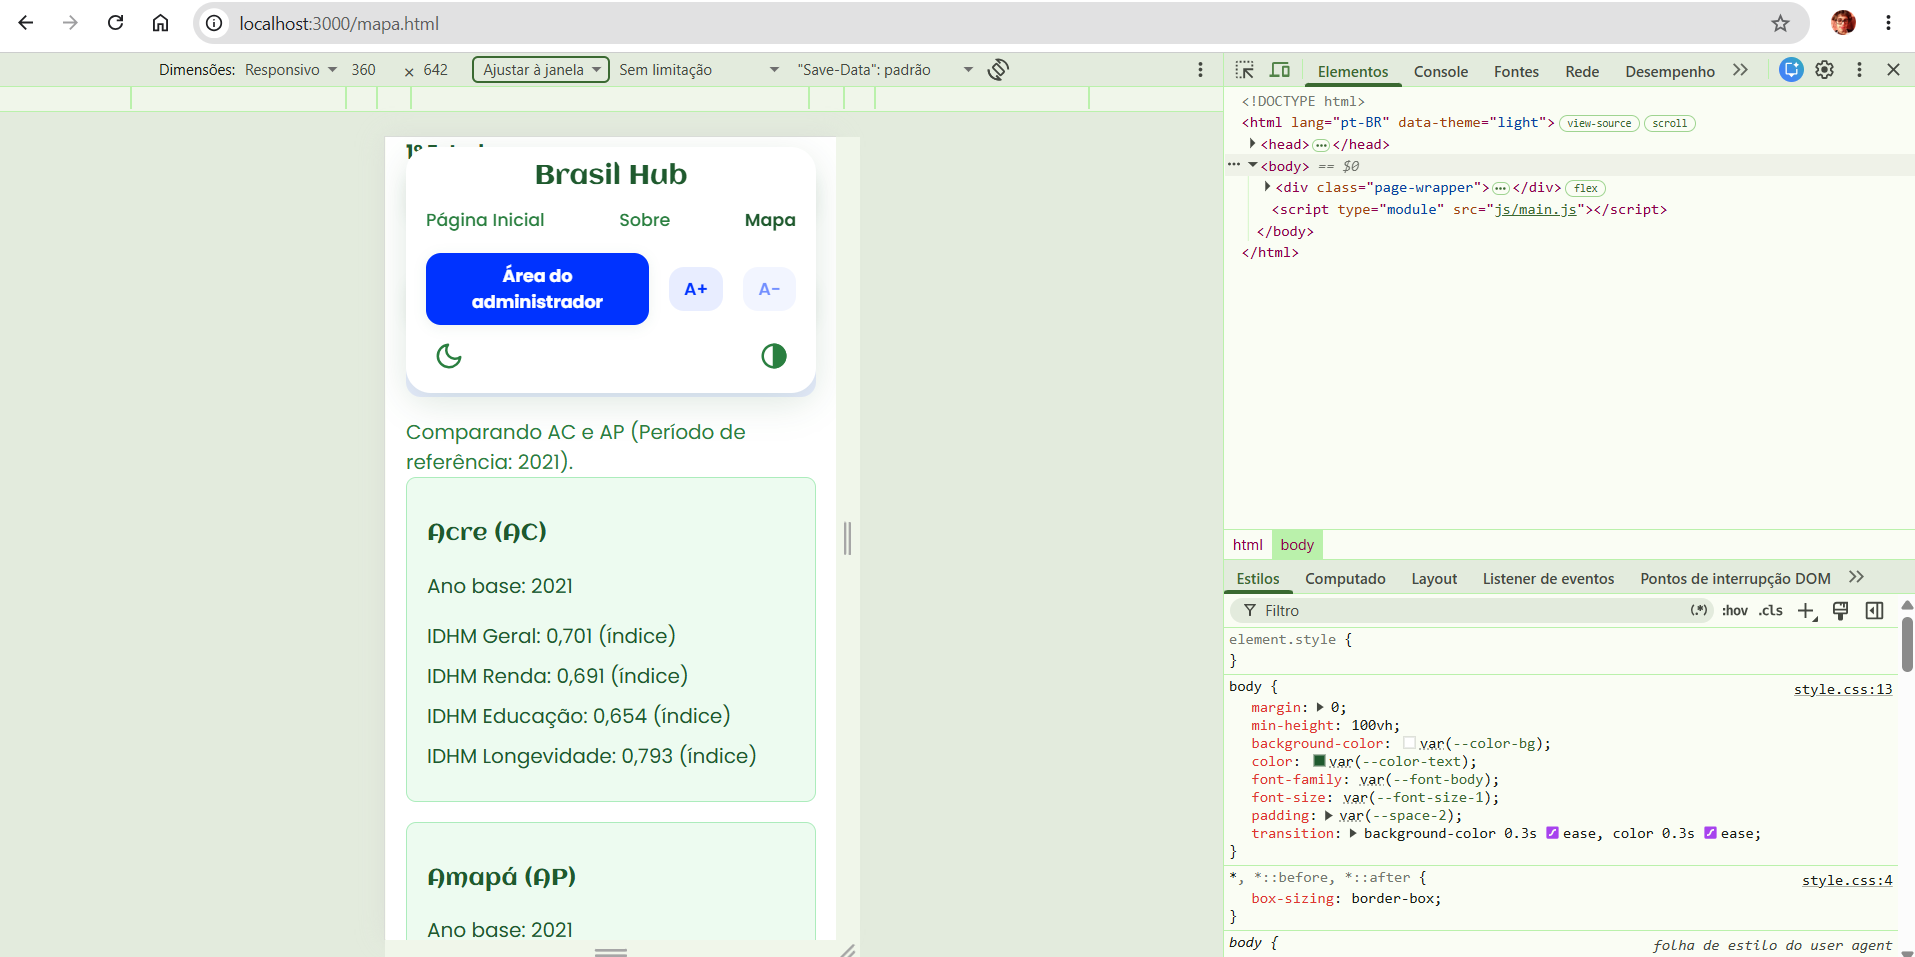 localhost:3000/mapa.html
Dimensões: Responsivo 360 × 642 Ajustar à janela Sem limitação "Save-Data": padrão
Elementos Console Fontes Rede Desempenho
<!DOCTYPE html>
<html lang="pt-BR" data-theme="light"> view-source scroll
<head> ••• </head>
••• <body> == $0
<div class="page-wrapper"> ••• </div> flex
<script type="module" src="js/main.js"></script>
</body>
</html>
Brasil Hub
Página Inicial Sobre Mapa
Área do
administrador
A+ A-
Comparando AC e AP (Período de
referência: 2021).
Acre (AC)
Ano base: 2021
IDHM Geral: 0,701 (índice)
IDHM Renda: 0,691 (índice)
IDHM Educação: 0,654 (índice)
IDHM Longevidade: 0,793 (índice)
Amapá (AP)
Ano base: 2021
html body
Estilos Computado Layout Listener de eventos Pontos de interrupção DOM
Filtro (.*) :hov .cls
element.style {
}
body { style.css:13
margin: 0;
min-height: 100vh;
background-color: var(--color-bg);
color: var(--color-text);
font-family: var(--font-body);
font-size: var(--font-size-1);
padding: var(--space-2);
transition: background-color 0.3s ease, color 0.3s ease;
}
*, *::before, *::after { style.css:4
box-sizing: border-box;
}
body { folha de estilo do user agent